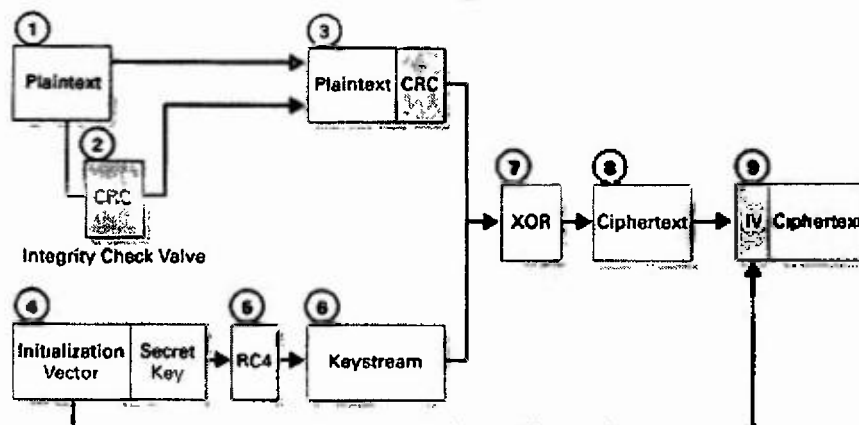 1
Plaintext
2
CRC
Integrity Check Valve
3
Plaintext CRC
4
Initialization
Vector
Secret
Key
5
RC4
6
Keystream
7
XOR
8
Ciphertext
9
IV Ciphertext